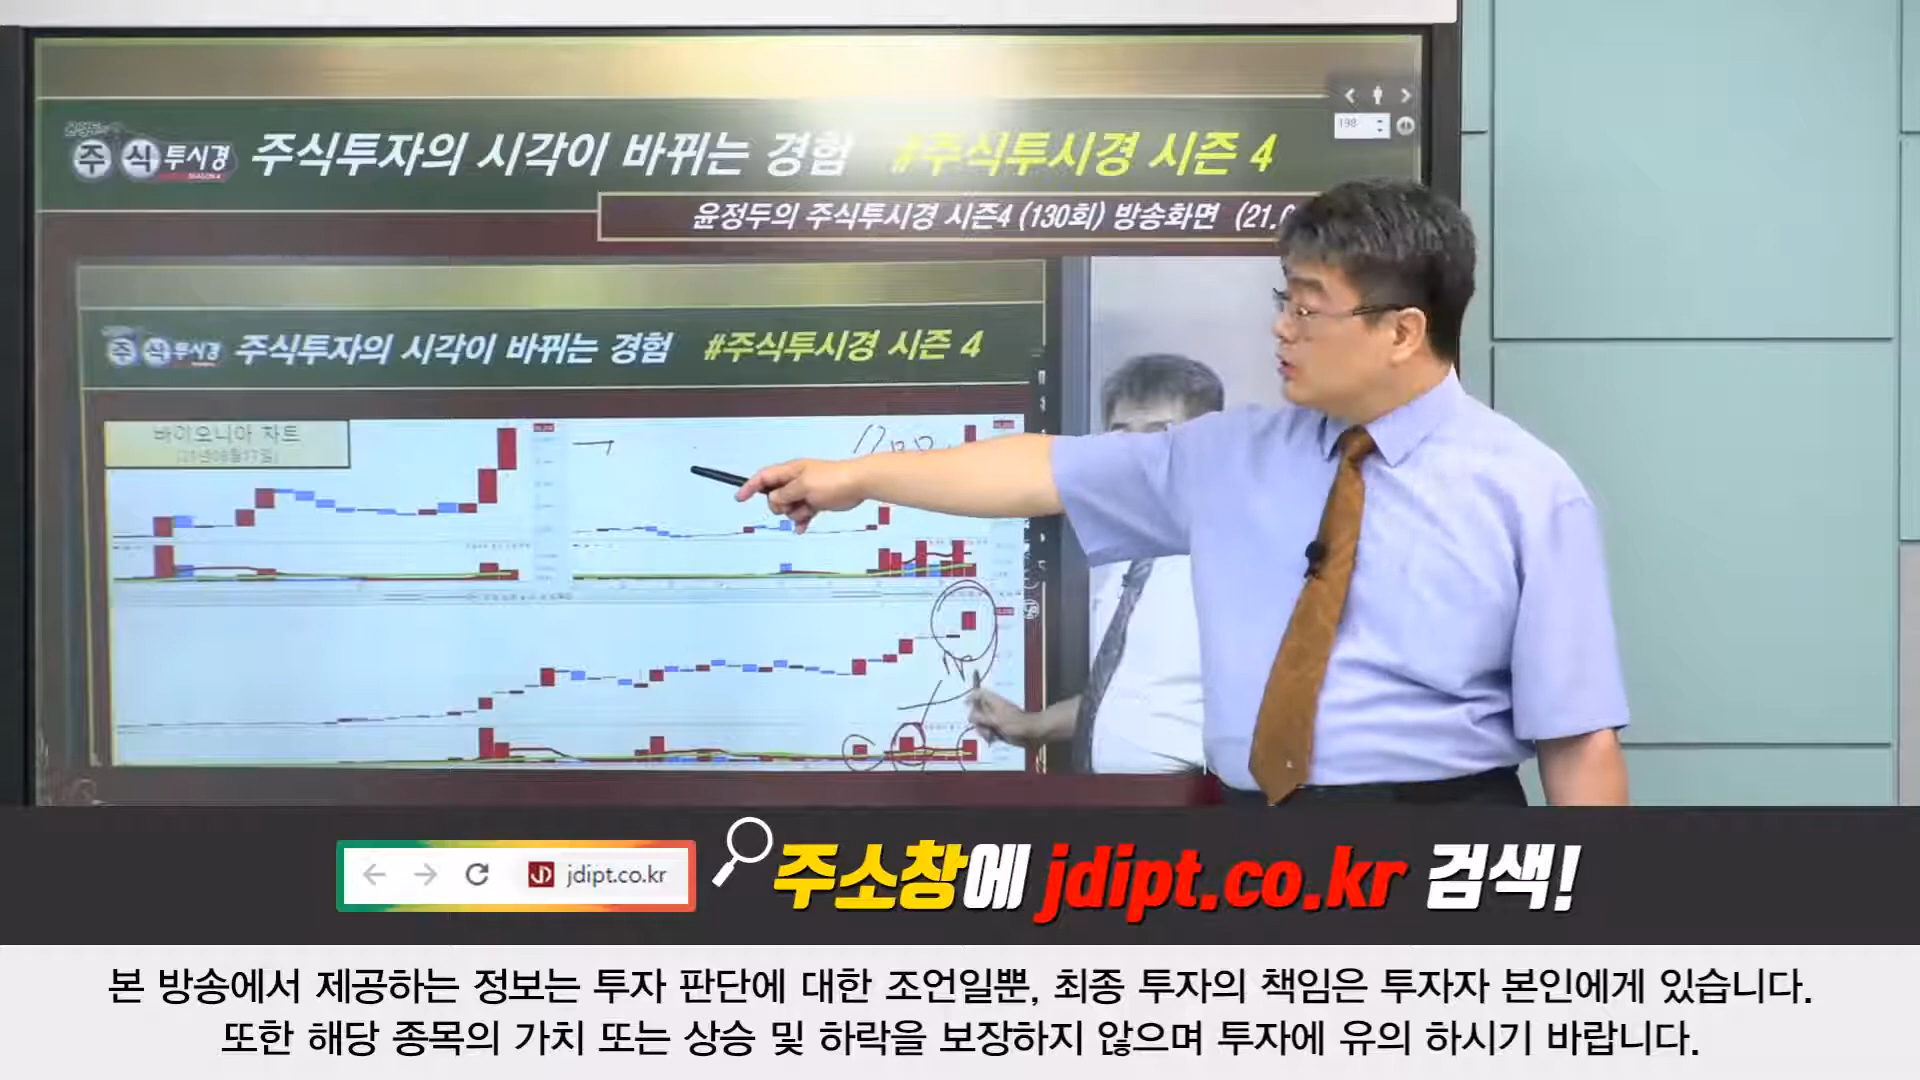 주식투시경 주식투자의 시각이 바뀌는 경험 #주식투시경 시즌 4
198
윤정두의 주식투시경 시즌4 (130회) 방송화면 (21.
주식투시경 주식투자의 시각이 바뀌는 경험 #주식투시경 시즌 4
바이오니아 차트
jdipt.co.kr
주소창에 jdipt.co.kr 검색!
본 방송에서 제공하는 정보는 투자 판단에 대한 조언일뿐, 최종 투자의 책임은 투자자 본인에게 있습니다.
또한 해당 종목의 가치 또는 상승 및 하락을 보장하지 않으며 투자에 유의 하시기 바랍니다.